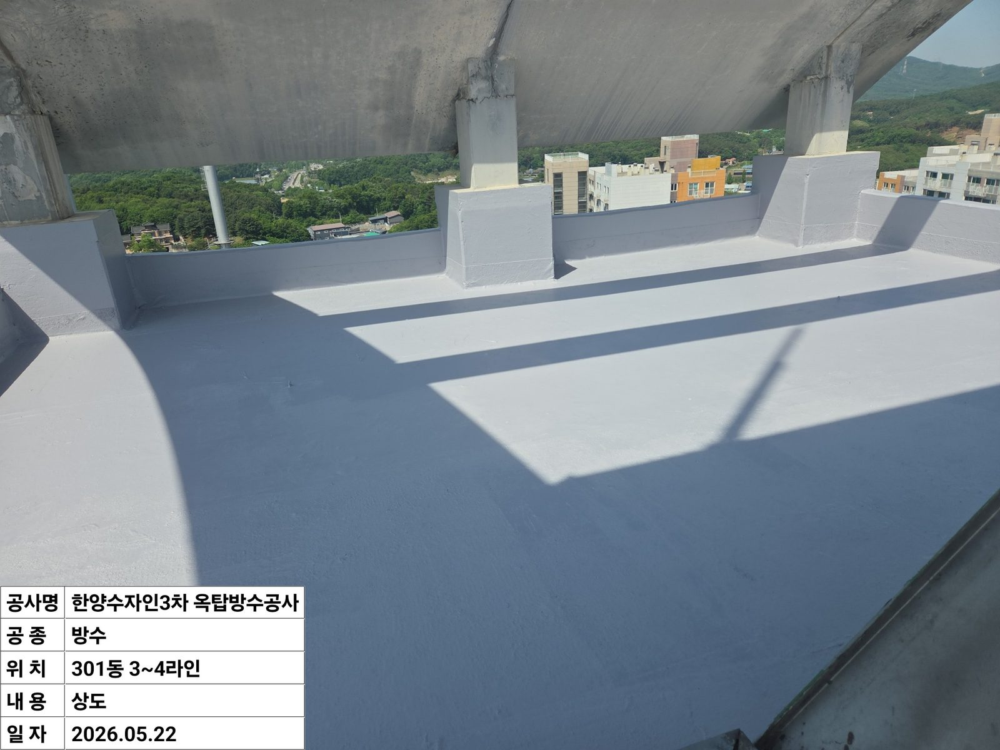 공사명 한양수자인3차 옥탑방수공사
공 종 방수
위 치 301동 3~4라인
내 용 상도
일 자 2026.05.22